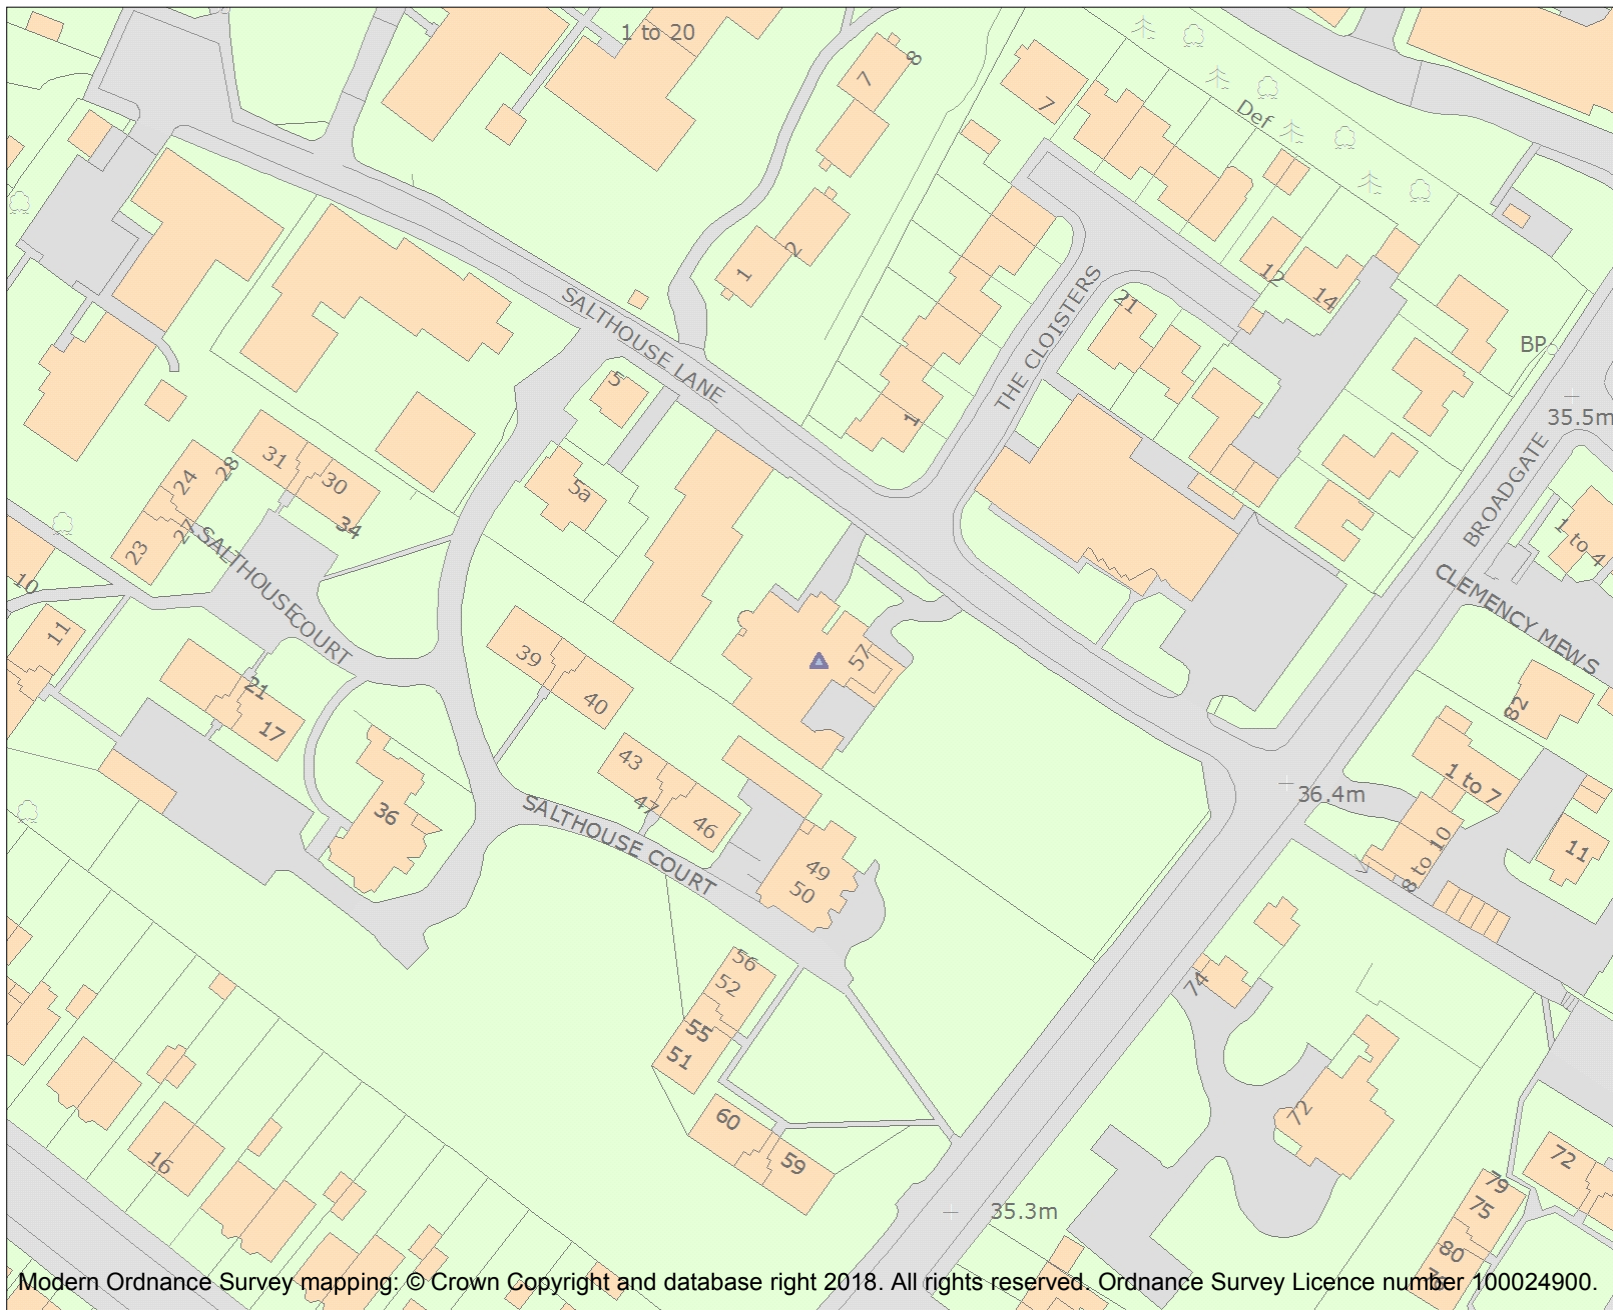 1 to 20
7
8
7
Def
2
1
12
14
21
THE CLOISTERS
SALTHOUSE LANE
BP
35.5m
5
1
BROADGATE
31
28
24
30
5a
34
23
27
1 to 4
SALTHOUSE COURT
10
CLEMENCY MEWS
11
39
57
40
21
17
82
43
47
46
1 to 7
36.4m
36
SALTHOUSE COURT
8 to 10
11
49
50
56
52
74
55
51
60
59
72
16
72
79
75
35.3m
80
Modern Ordnance Survey mapping: © Crown Copyright and database right 2018. All rights reserved. Ordnance Survey Licence number 100024900.